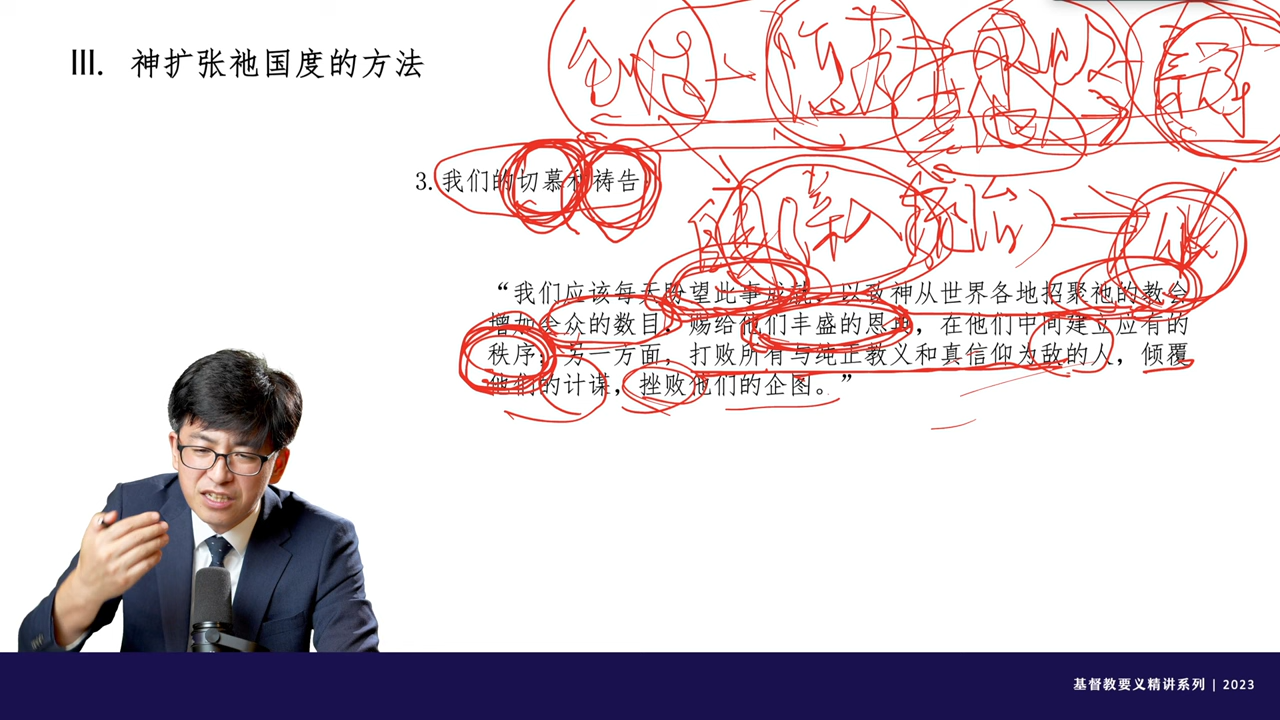 III. 神扩张祂国度的方法
3.我们的切慕和祷告
“我们应该每天盼望此事成就，以致神从世界各地招聚祂的教会
增加会众的数目，赐给他们丰盛的恩典，在他们中间建立应有的
秩序；另一方面，打败所有与纯正教义和真信仰为敌的人，倾覆
他们的计谋，挫败他们的企图。”
基督教要义精讲系列 | 2023